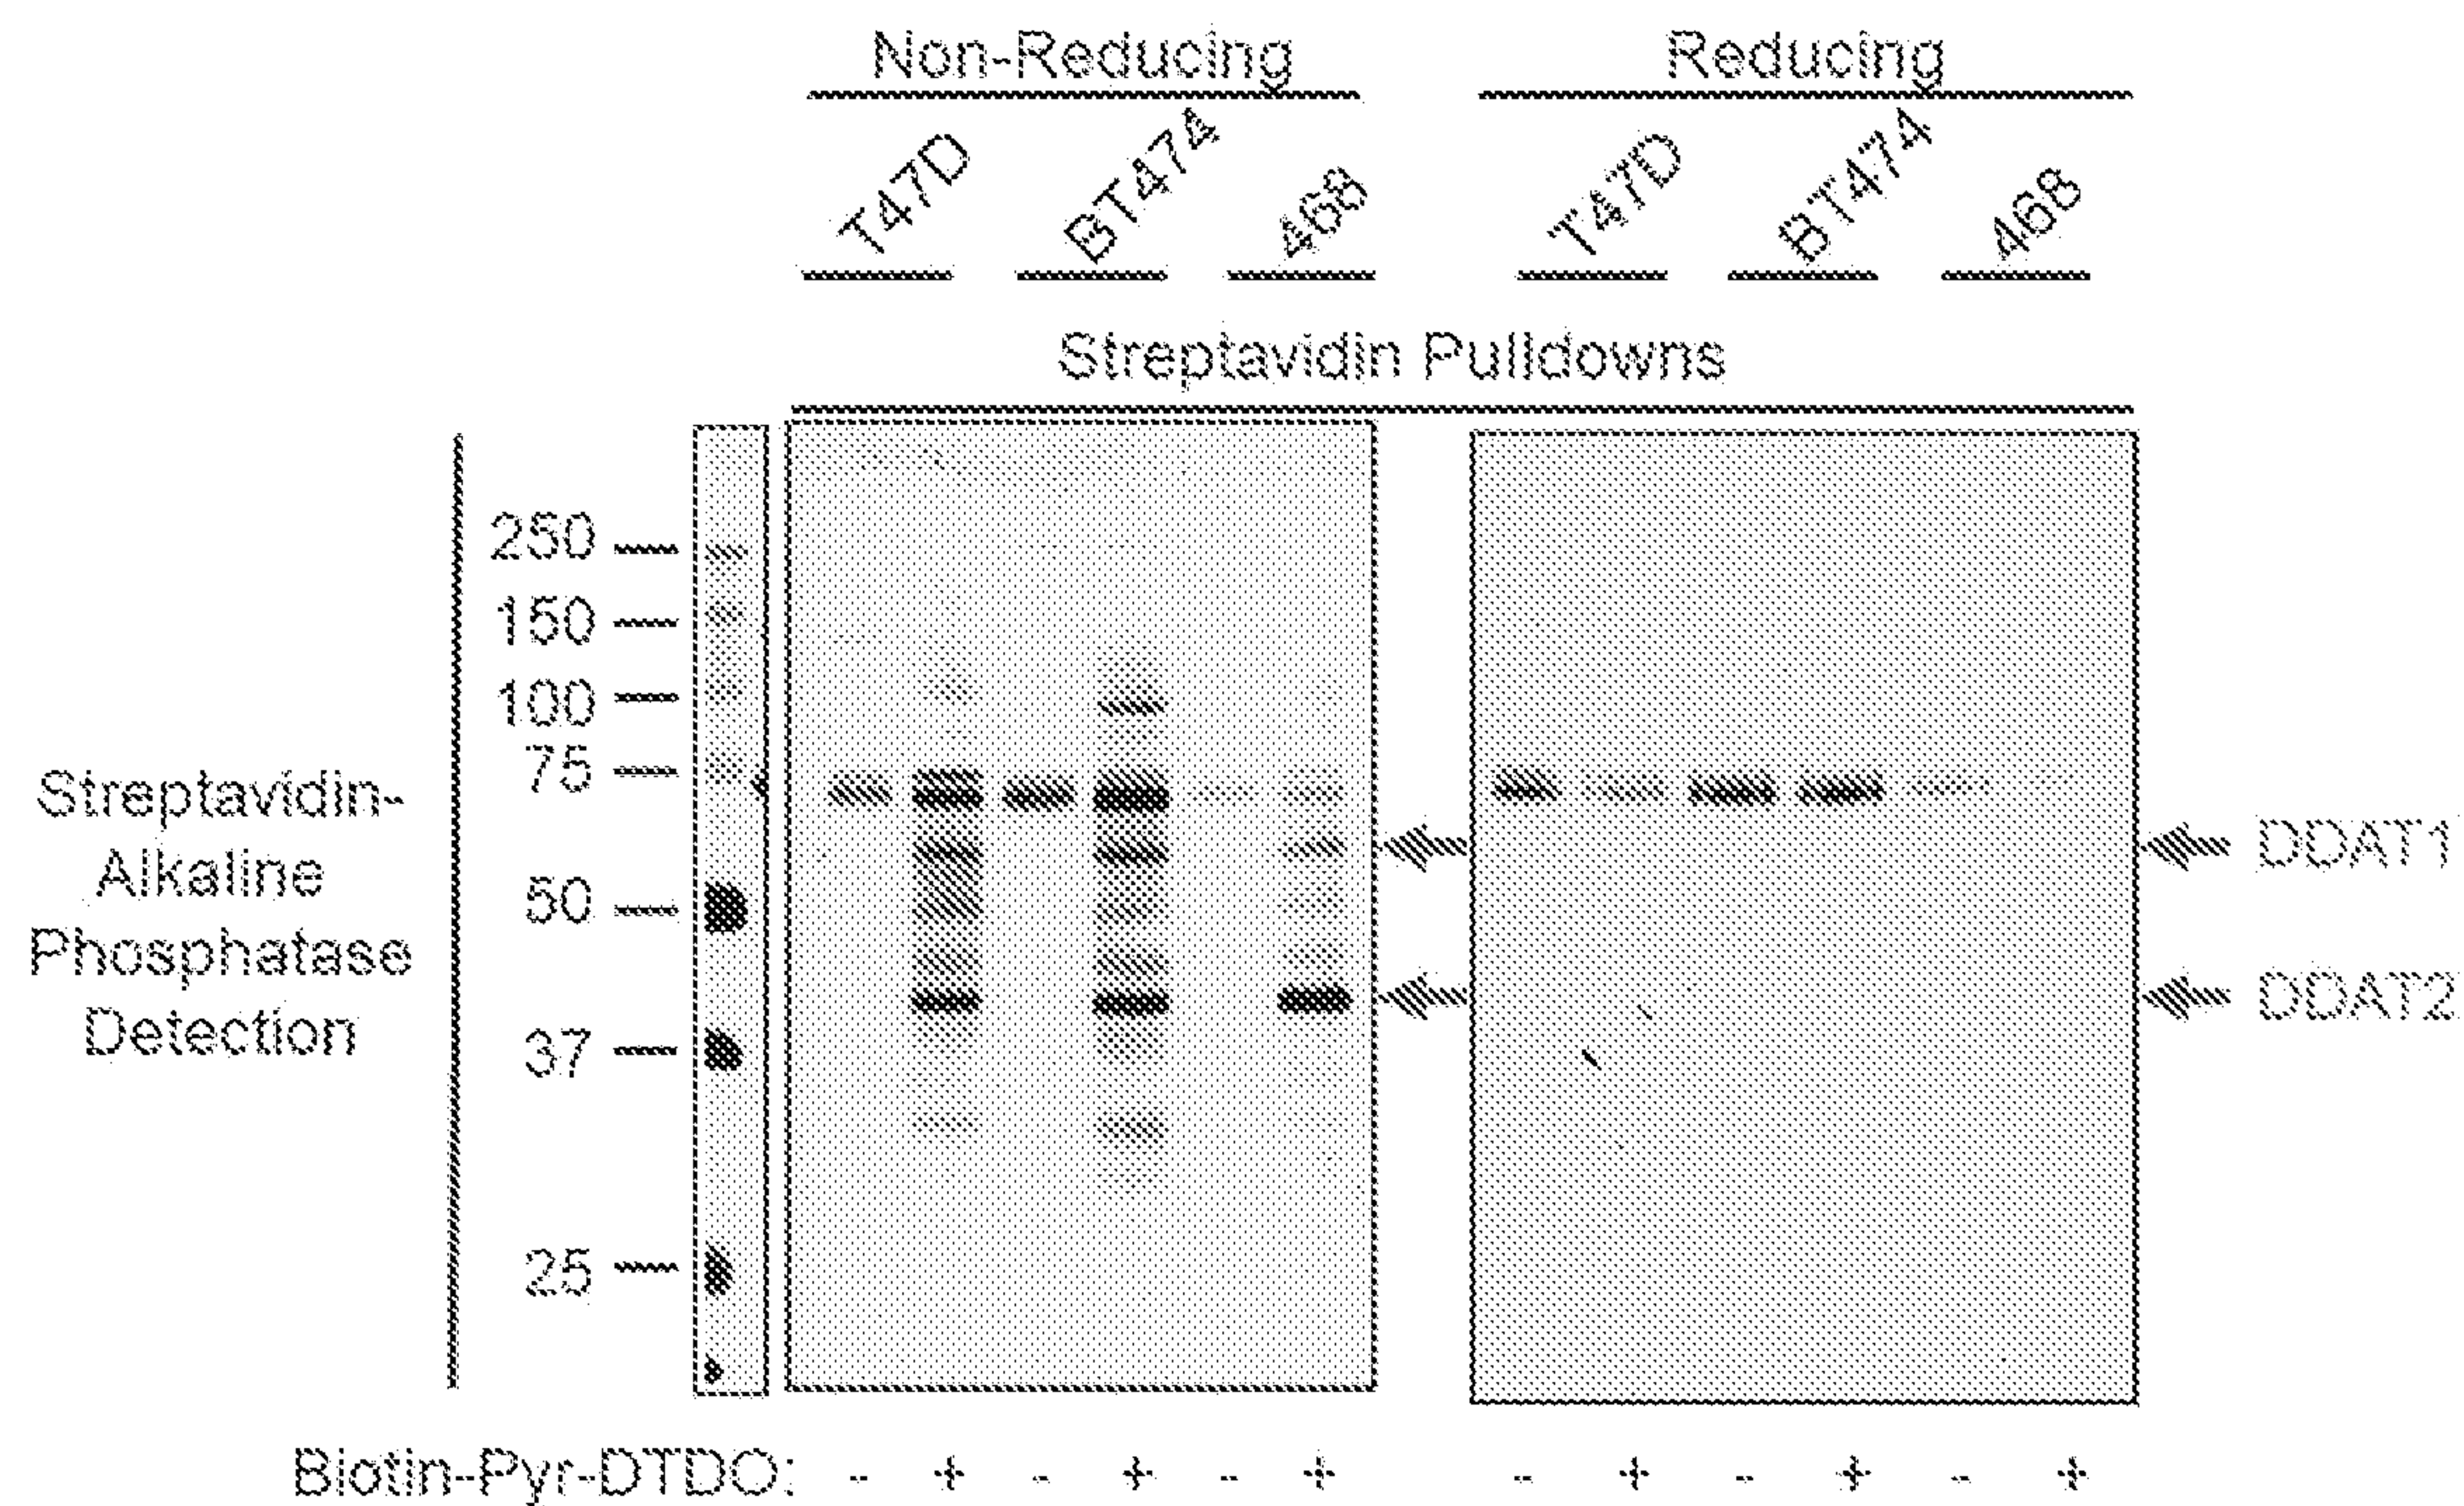 Non-Reducing Reducing
T47D BT474 468 T47D BT474 468
Streptavidin Pulldowns
250
150
100
75
50
37
25
Streptavidin-
Alkaline
Phosphatase
Detection
DDAT1
DDAT2
Biotin-Pyr-DTDO: - + - + - + - + - + - +